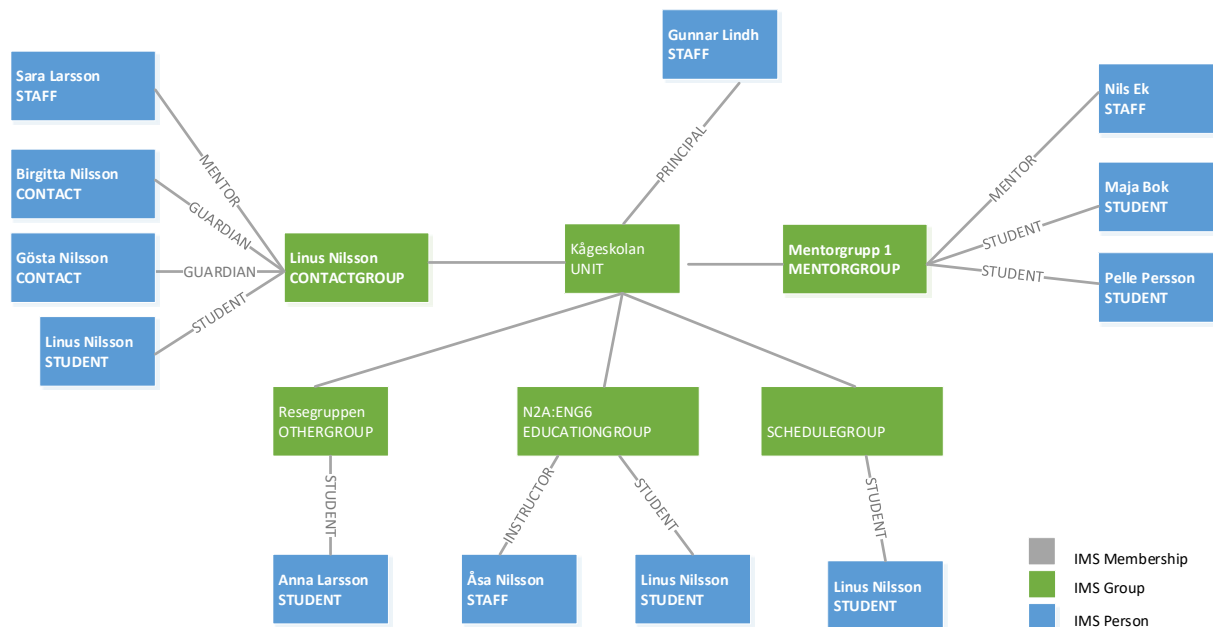 Gunnar Lindh
STAFF
Sara Larsson
STAFF
Nils Ek
STAFF
PRINCIPAL
MENTOR
MENTOR
Birgitta Nilsson
CONTACT
GUARDIAN
Maja Bok
STUDENT
STUDENT
Gösta Nilsson
CONTACT
GUARDIAN
Linus Nilsson
CONTACTGROUP
Kågeskolan
UNIT
Mentorgrupp 1
MENTORGROUP
STUDENT
Pelle Persson
STUDENT
STUDENT
Linus Nilsson
STUDENT
Resegruppen
OTHERGROUP
N2A:ENG6
EDUCATIONGROUP
SCHEDULEGROUP
STUDENT
INSTRUCTOR
STUDENT
STUDENT
Anna Larsson
STUDENT
Åsa Nilsson
STAFF
Linus Nilsson
STUDENT
Linus Nilsson
STUDENT
IMS Membership
IMS Group
IMS Person